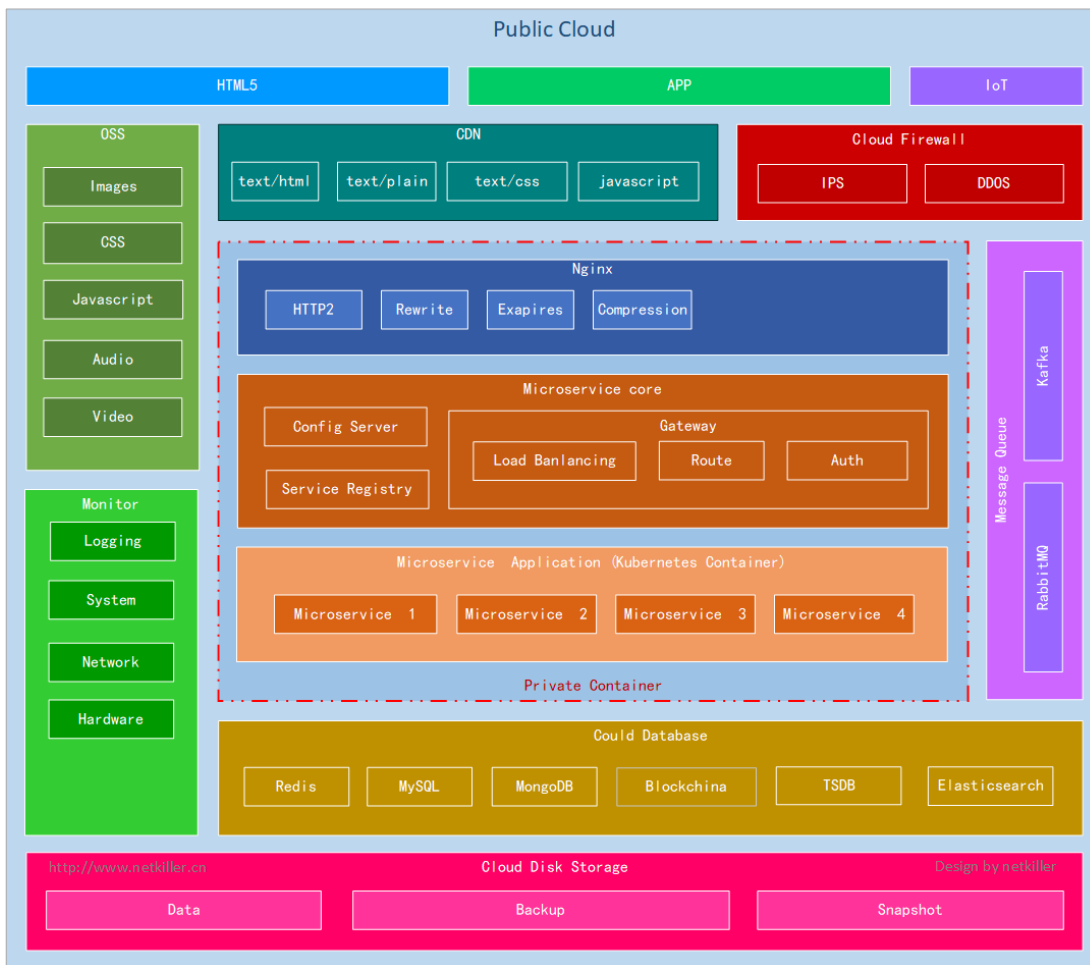 Public Cloud
HTML5
APP
IoT
OSS
Images
CSS
Javascript
Audio
Video
CDN
text/html
text/plain
text/css
javascript
Cloud Firewall
IPS
DDOS
Nginx
HTTP2
Rewrite
Exapires
Compression
Microservice core
Config Server
Service Registry
Gateway
Load Banlancing
Route
Auth
Microservice Application (Kubernetes Container)
Microservice 1
Microservice 2
Microservice 3
Microservice 4
Private Container
Message Queue
Kafka
RabbitMQ
Monitor
Logging
System
Network
Hardware
Could Database
Redis
MySQL
MongoDB
Blockchina
TSDB
Elasticsearch
http://www.netkiller.cn
Cloud Disk Storage
Design by netkiller
Data
Backup
Snapshot